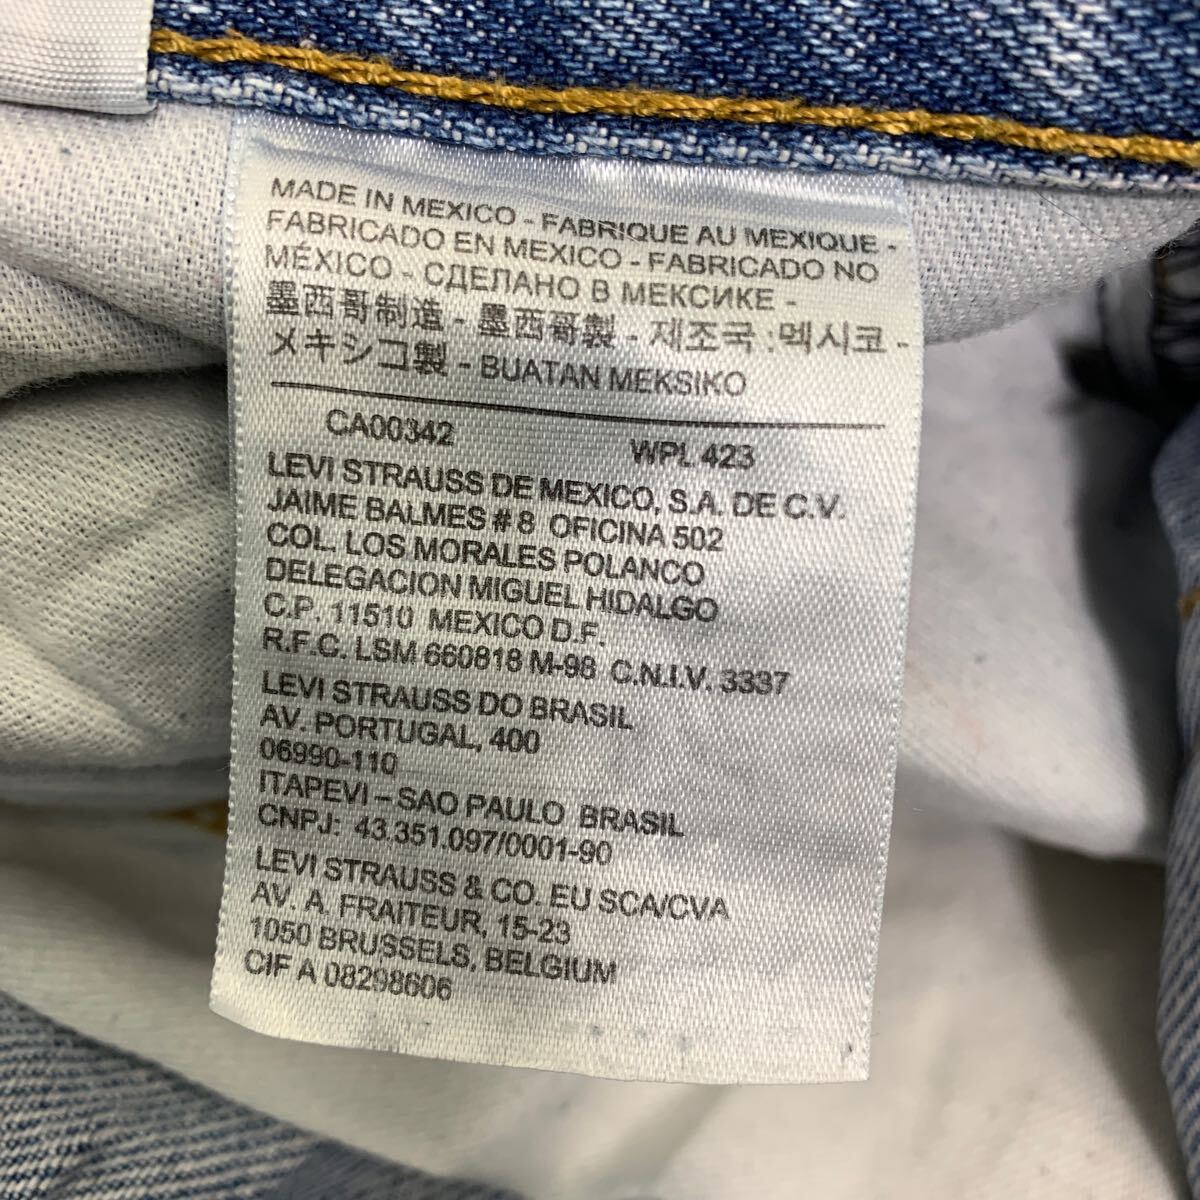 MADE IN MEXICO - FABRIQUE AU MEXIQUE -
FABRICADO EN MEXICO - FABRICADO NO
MÉXICO - СДЕЛАНО В МЕКСИКЕ -
墨西哥制造 - 墨西哥製 - 제조국 : 멕시코 -
メキシコ製 - BUATAN MEKSIKO
CA00342 WPL 423
LEVI STRAUSS DE MEXICO, S.A. DE C.V.
JAIME BALMES # 8 OFICINA 502
COL. LOS MORALES POLANCO
DELEGACION MIGUEL HIDALGO
C.P. 11510 MEXICO D.F.
R.F.C. LSM 660818 M-98 C.N.I.V. 3337
LEVI STRAUSS DO BRASIL
AV. PORTUGAL, 400
06990-110
ITAPEVI – SAO PAULO BRASIL
CNPJ: 43.351.097/0001-90
LEVI STRAUSS & CO. EU SCA/CVA
AV. A. FRAITEUR, 15-23
1050 BRUSSELS, BELGIUM
CIF A 08298606